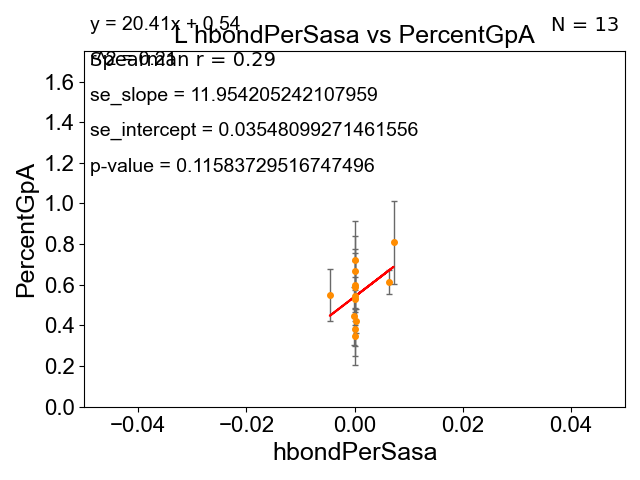 y = 20.41x + 0.54
N = 13
L hbondPerSasa vs PercentGpA
Spearman r = 0.29
se_slope = 11.954205242107959
se_intercept = 0.03548099271461556
p-value = 0.11583729516747496
PercentGpA
1.6
1.4
1.2
1.0
0.8
0.6
0.4
0.2
0.0
−0.04 −0.02 0.00 0.02 0.04
hbondPerSasa